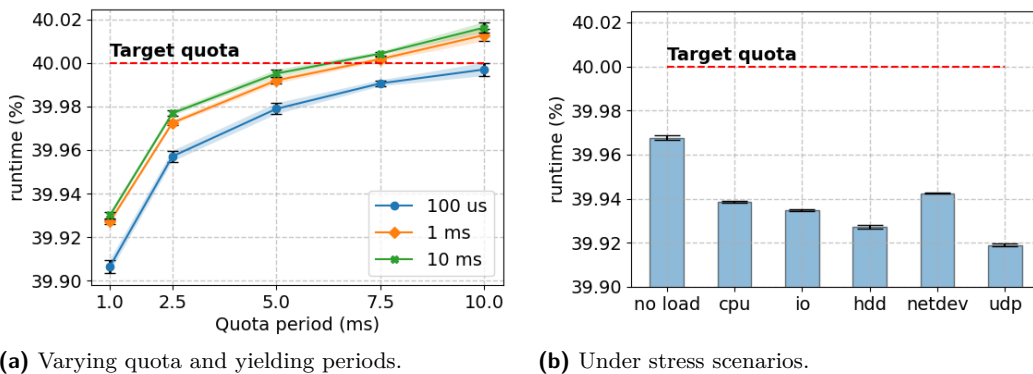 40.02
40.00
39.98
39.96
39.94
39.92
39.90
runtime (%)
Target quota
100 us
1 ms
10 ms
1.0 2.5 5.0 7.5 10.0
Quota period (ms)
(a) Varying quota and yielding periods.
40.02
40.00
39.98
39.96
39.94
39.92
39.90
runtime (%)
Target quota
no load cpu io hdd netdev udp
(b) Under stress scenarios.